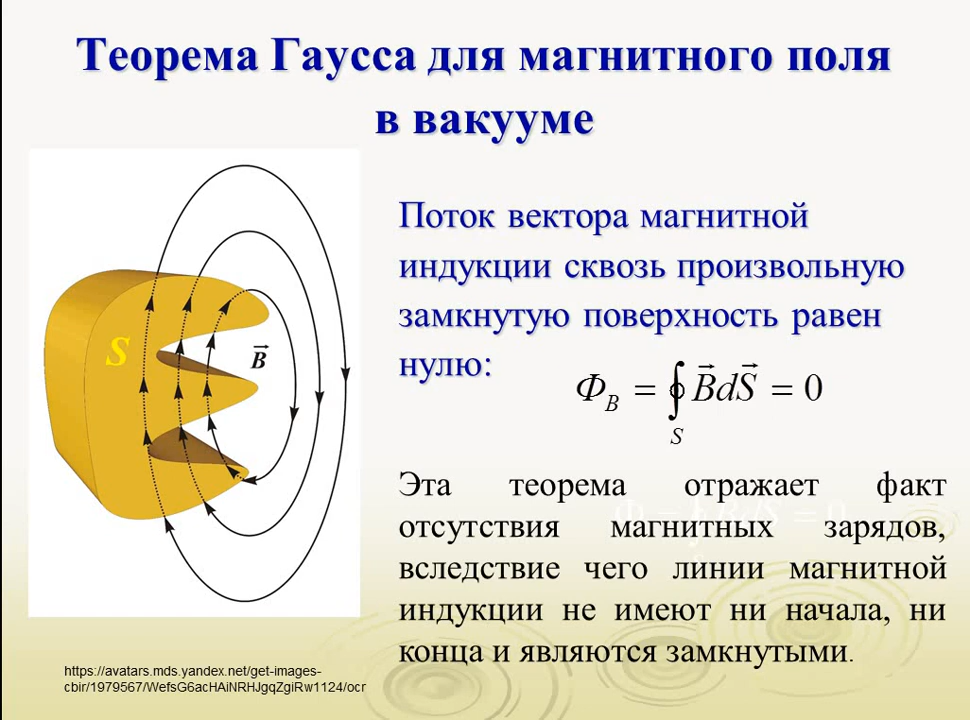 Теорема Гаусса для магнитного поля
в вакууме
S
B⃗
Поток вектора магнитной
индукции сквозь произвольную
замкнутую поверхность равен
нулю:
Φ_B = ∮_S B⃗dS⃗ = 0
Эта теорема отражает факт
отсутствия магнитных зарядов,
вследствие чего линии магнитной
индукции не имеют ни начала, ни
конца и являются замкнутыми.
https://avatars.mds.yandex.net/get-images-
cbir/1979567/WefsG6acHAiNRHJgqZgiRw1124/ocr